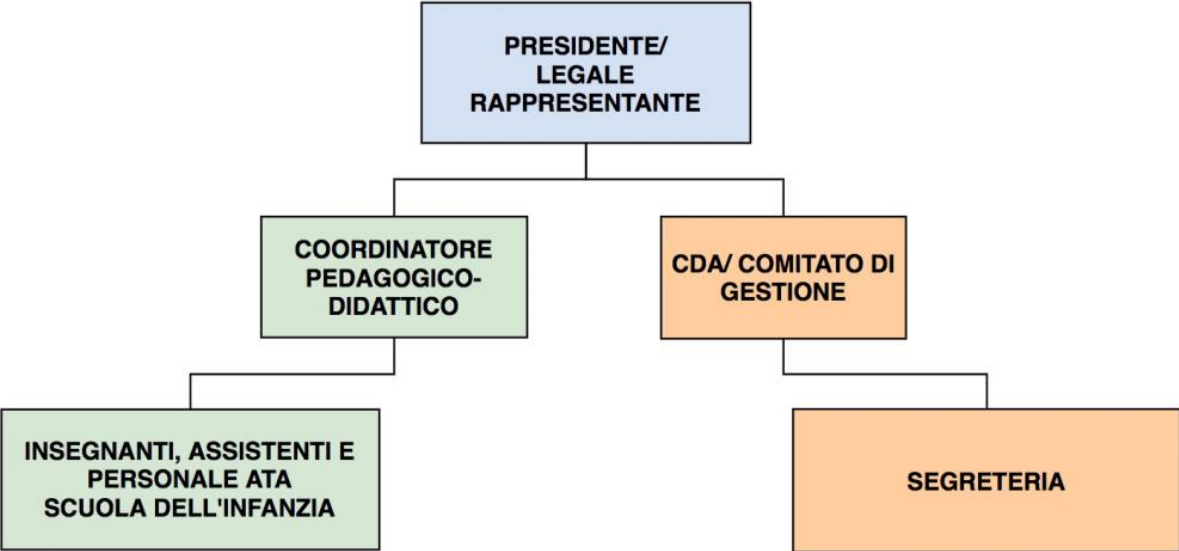 PRESIDENTE/
LEGALE
RAPPRESENTANTE
COORDINATORE
PEDAGOGICO-
DIDATTICO
CDA/ COMITATO DI
GESTIONE
INSEGNANTI, ASSISTENTI E
PERSONALE ATA
SCUOLA DELL'INFANZIA
SEGRETERIA